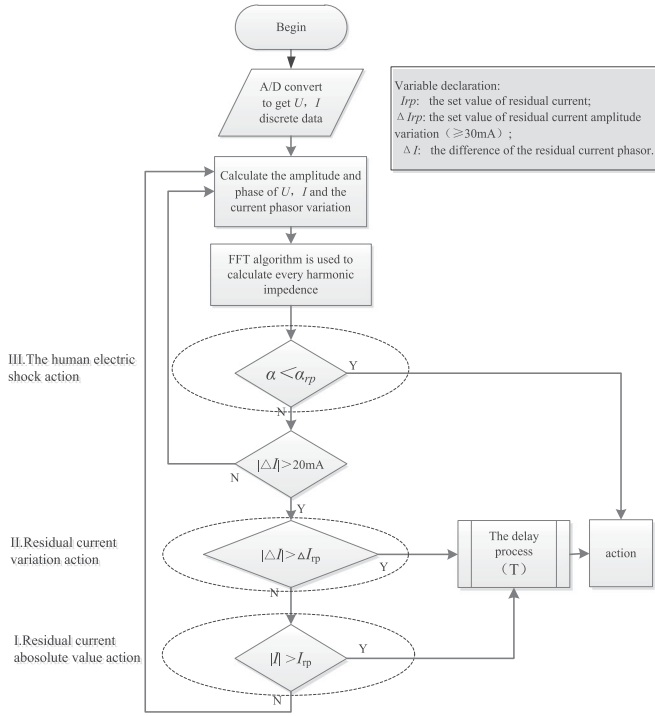 Begin
A/D convert
to get U, I
discrete data
Variable declaration:
Irp: the set value of residual current;
Δ Irp: the set value of residual current amplitude
variation (≥30mA) ;
Δ I: the difference of the residual current phasor.
Calculate the amplitude and
phase of U, I and the
current phasor variation
FFT algorithm is used to
calculate every harmonic
impedence
III.The human electric
shock action
α＜αrp
Y
N
|△I|>20mA
N
Y
II.Residual current
variation action
|△I|>ΔIrp
Y
N
The delay
process
(T)
action
I.Residual current
abosolute value action
|I|>Irp
Y
N